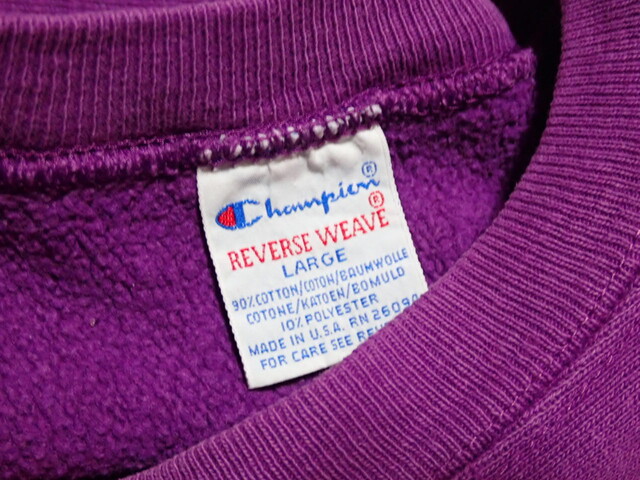 Champion®
REVERSE WEAVE®
LARGE
90% COTTON/COTON/BAUMWOLLE
COTONE/KATOEN/BOMULD
10% POLYESTER
MADE IN U.S.A. RN 26094
FOR CARE SEE